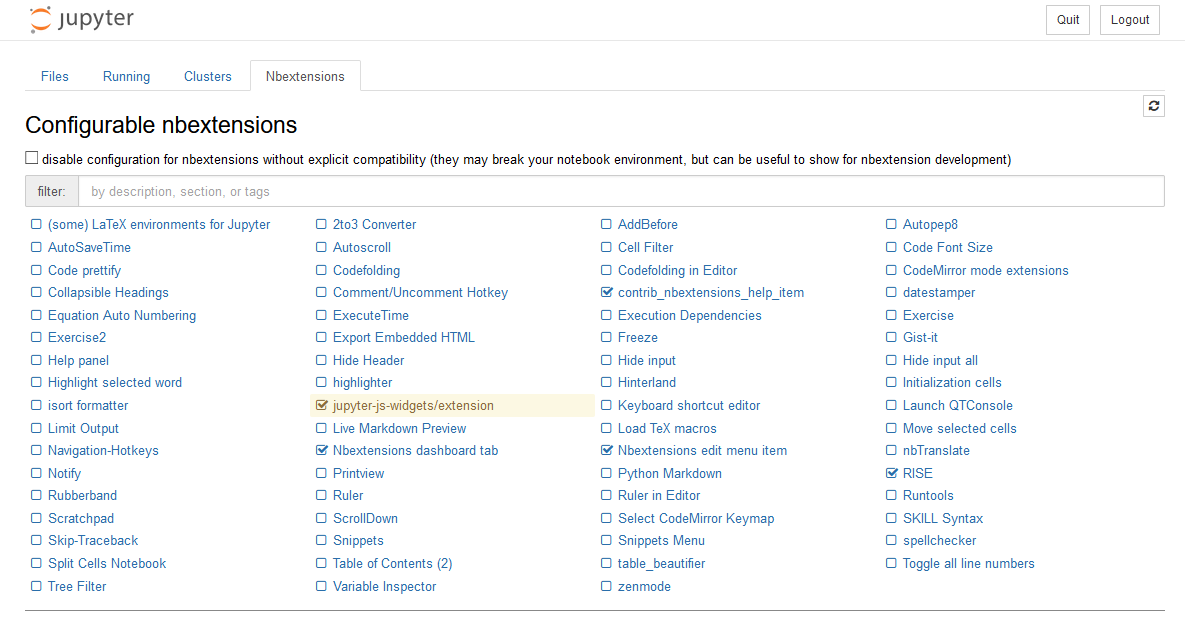 jupyter Quit Logout
Files Running Clusters Nbextensions
Configurable nbextensions
disable configuration for nbextensions without explicit compatibility (they may break your notebook environment, but can be useful to show for nbextension development)
filter: by description, section, or tags
(some) LaTeX environments for Jupyter 2to3 Converter AddBefore Autopep8
AutoSaveTime Autoscroll Cell Filter Code Font Size
Code prettify Codefolding Codefolding in Editor CodeMirror mode extensions
Collapsible Headings Comment/Uncomment Hotkey contrib_nbextensions_help_item datestamper
Equation Auto Numbering ExecuteTime Execution Dependencies Exercise
Exercise2 Export Embedded HTML Freeze Gist-it
Help panel Hide Header Hide input Hide input all
Highlight selected word highlighter Hinterland Initialization cells
isort formatter jupyter-js-widgets/extension Keyboard shortcut editor Launch QTConsole
Limit Output Live Markdown Preview Load TeX macros Move selected cells
Navigation-Hotkeys Nbextensions dashboard tab Nbextensions edit menu item nbTranslate
Notify Printview Python Markdown RISE
Rubberband Ruler Ruler in Editor Runtools
Scratchpad ScrollDown Select CodeMirror Keymap SKILL Syntax
Skip-Traceback Snippets Snippets Menu spellchecker
Split Cells Notebook Table of Contents (2) table_beautifier Toggle all line numbers
Tree Filter Variable Inspector zenmode